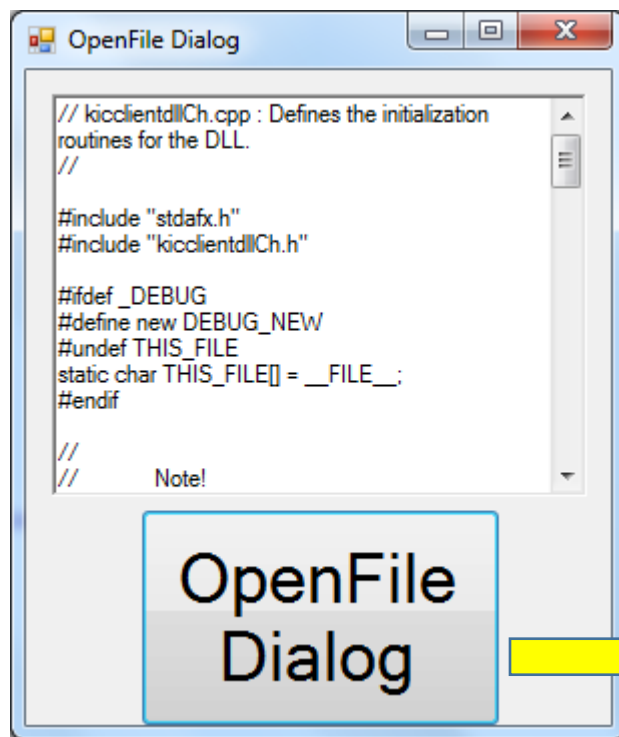 OpenFile Dialog
// kicclientdllCh.cpp : Defines the initialization
routines for the DLL.
//
#include "stdafx.h"
#include "kicclientdllCh.h"
#ifdef _DEBUG
#define new DEBUG_NEW
#undef THIS_FILE
static char THIS_FILE[] = __FILE__;
#endif
//
// Note!
OpenFile
Dialog